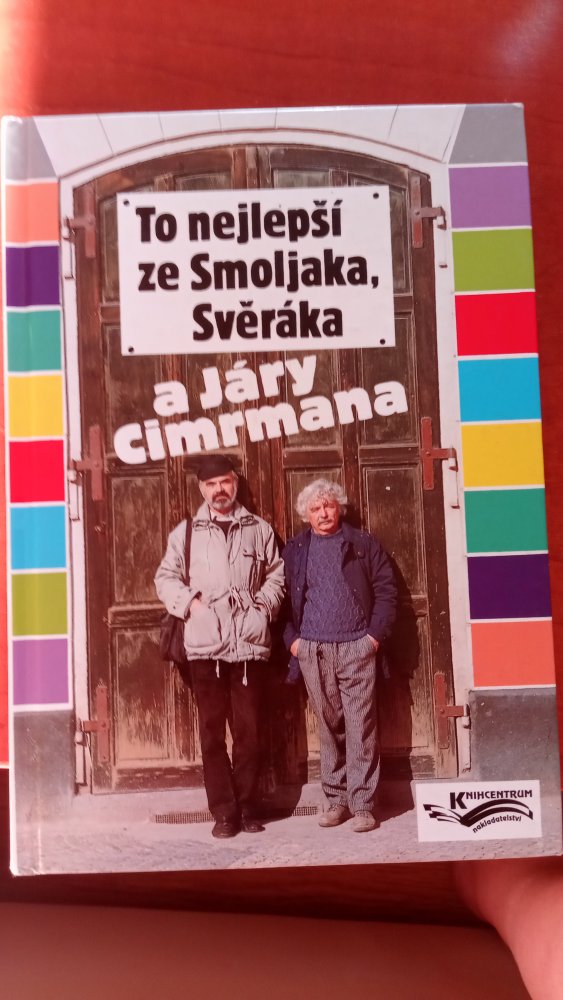 To nejlepší
ze Smoljaka,
Svěráka
a Járy
Cimrmana
KNIHCENTRUM
nakladatelství